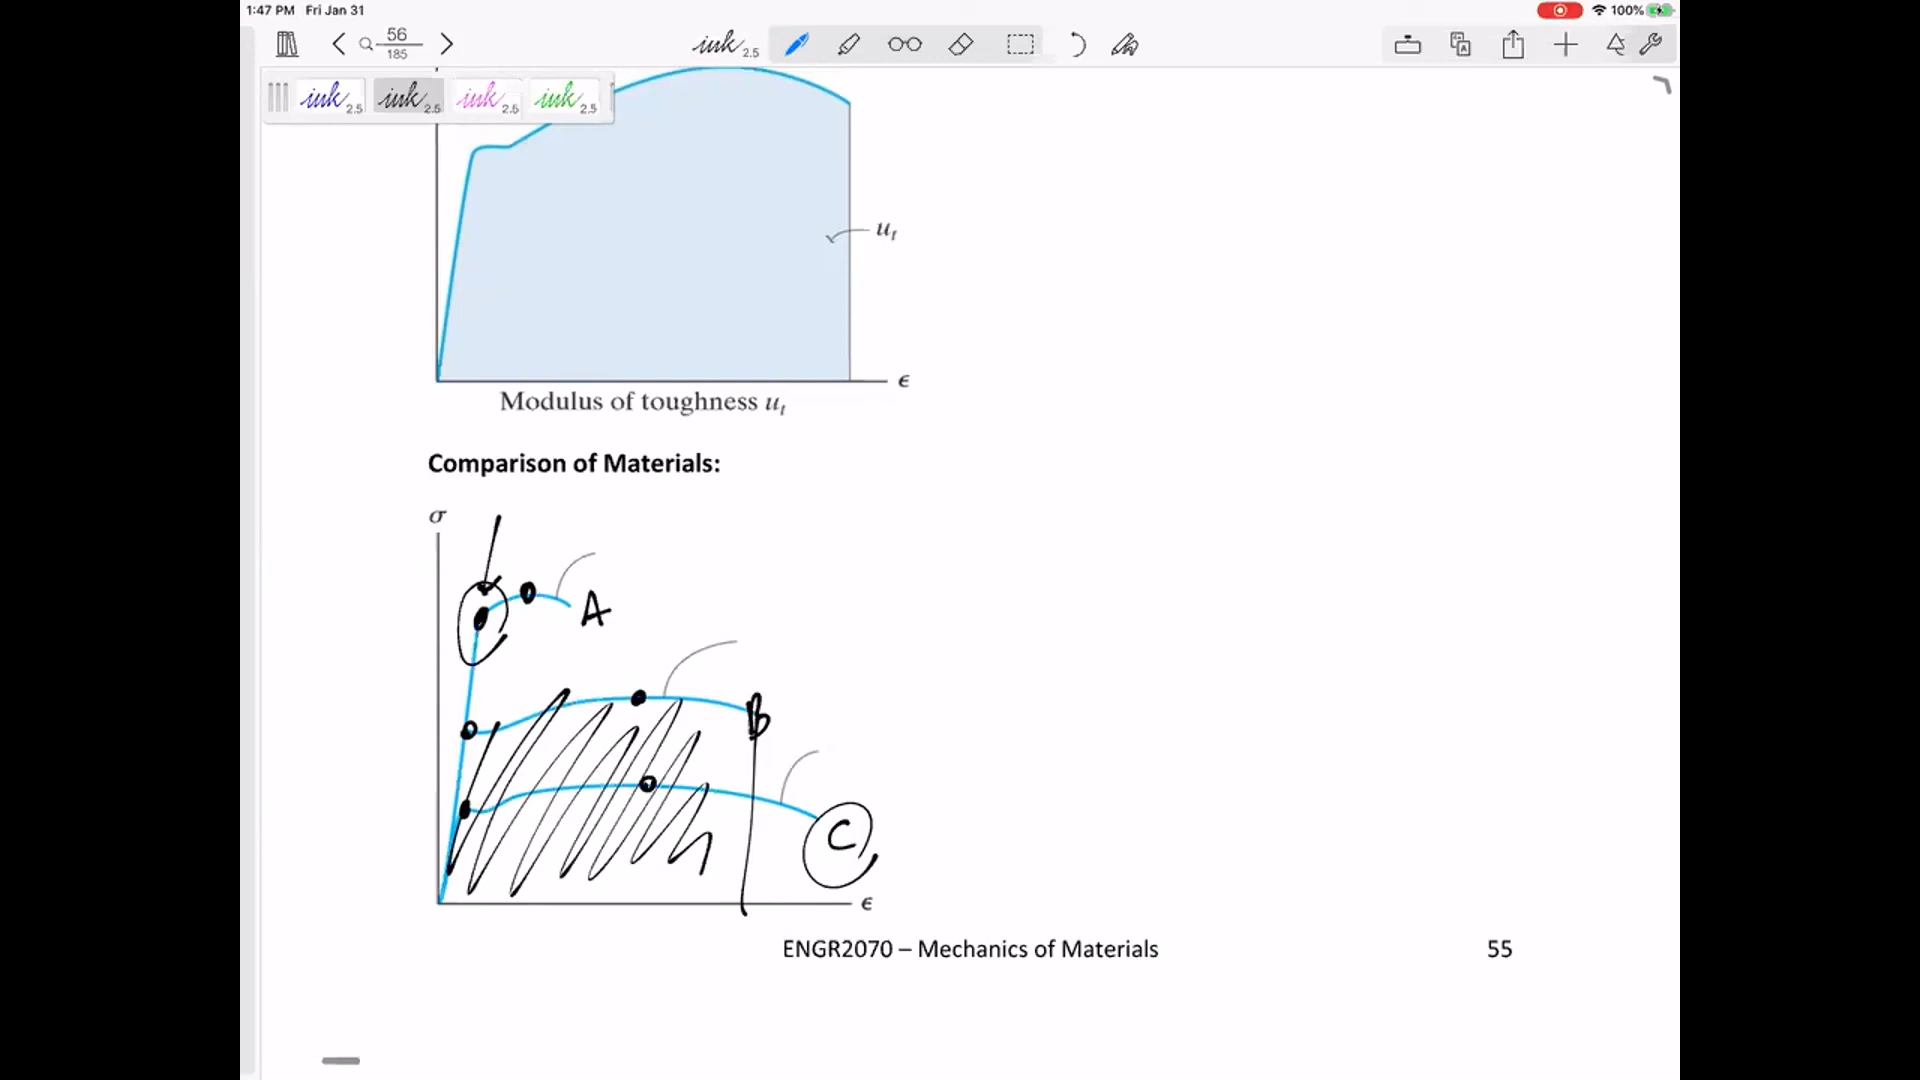 1:47 PM Fri Jan 31
100%
56
185
ink 2.5
ink 2.5 ink 2.5 ink 2.5 ink 2.5
u_t
ϵ
Modulus of toughness u_t
Comparison of Materials:
σ
A
B
C
ϵ
ENGR2070 – Mechanics of Materials 55